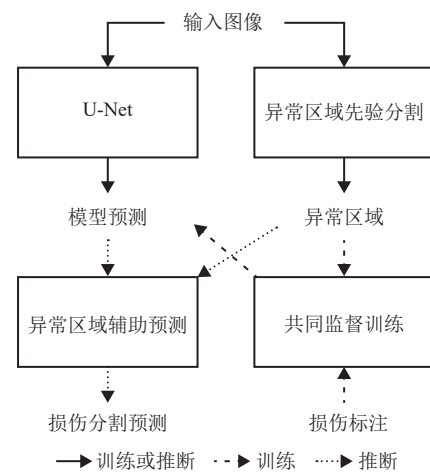 输入图像
U-Net
异常区域先验分割
模型预测
异常区域
异常区域辅助预测
共同监督训练
损伤分割预测
损伤标注
训练或推断
训练
推断